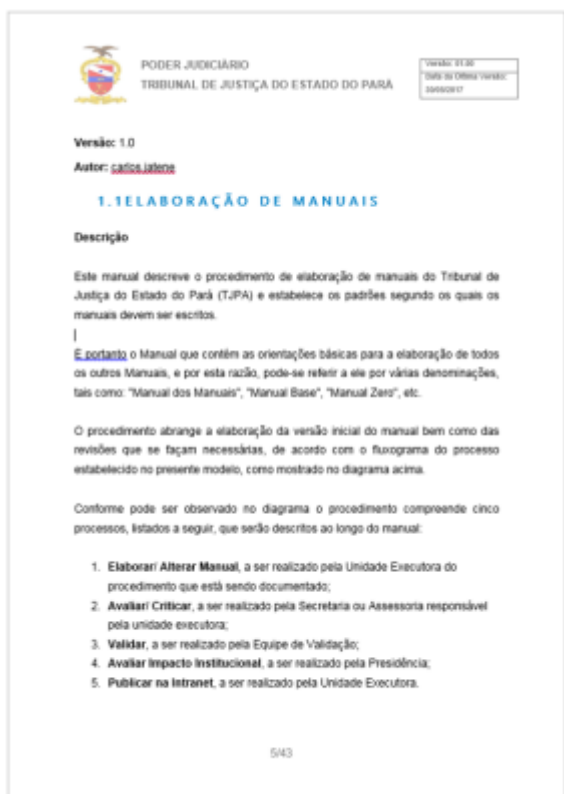 PODER JUDICIÁRIO
TRIBUNAL DE JUSTIÇA DO ESTADO DO PARÁ
Versão: 01.00
Data da Última Versão:
Versão: 1.0
Autor: carlos.jatene
1.1ELABORAÇÃO DE MANUAIS
Descrição
Este manual descreve o procedimento de elaboração de manuais do Tribunal de
Justiça do Estado do Pará (TJPA) e estabelece os padrões segundo os quais os
manuais devem ser escritos.
É portanto o Manual que contém as orientações básicas para a elaboração de todos
os outros Manuais, e por esta razão, pode-se referir a ele por várias denominações,
tais como: "Manual dos Manuais", "Manual Base", "Manual Zero", etc.
O procedimento abrange a elaboração da versão inicial do manual bem como das
revisões que se façam necessárias, de acordo com o fluxograma do processo
estabelecido no presente modelo, como mostrado no diagrama acima.
Conforme pode ser observado no diagrama o procedimento compreende cinco
processos, listados a seguir, que serão descritos ao longo do manual:
1. Elaborar/ Alterar Manual, a ser realizado pela Unidade Executora do
procedimento que está sendo documentado;
2. Avaliar/ Criticar, a ser realizado pela Secretaria ou Assessoria responsável
pela unidade executora;
3. Validar, a ser realizado pela Equipe de Validação;
4. Avaliar Impacto Institucional, a ser realizado pela Presidência;
5. Publicar na Intranet, a ser realizado pela Unidade Executora.
5/43